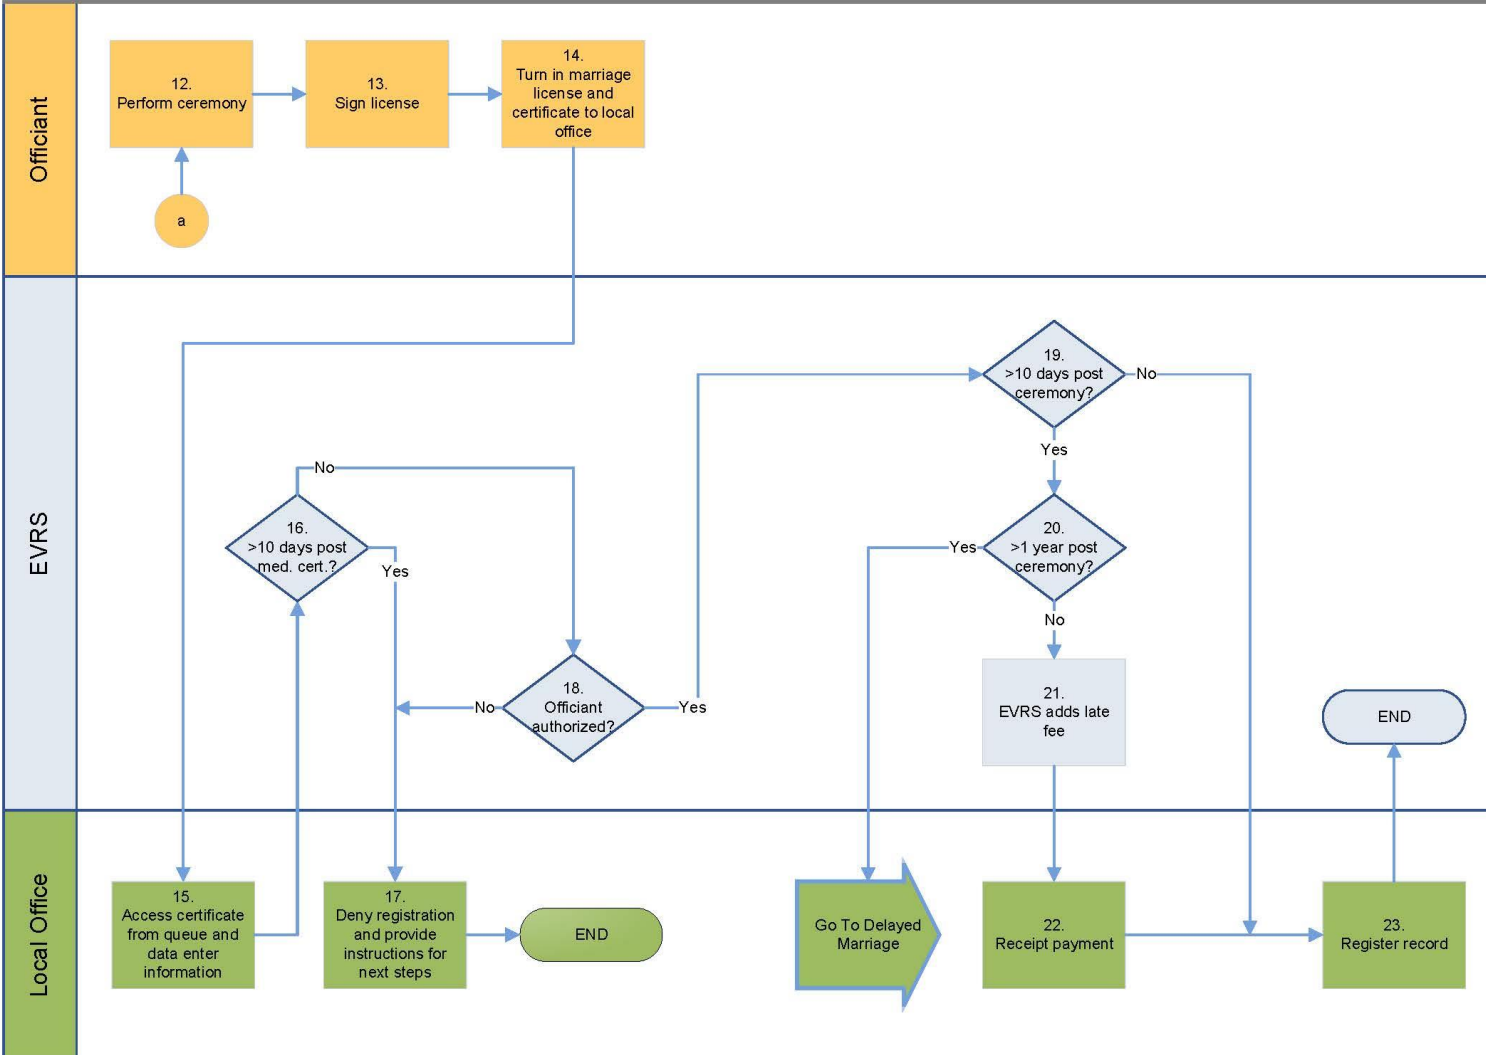 Officiant
12.
Perform ceremony
13.
Sign license
14.
Turn in marriage
license and
certificate to local
office
a
EVRS
16.
>10 days post
med. cert.?
No
Yes
18.
Officiant
authorized?
No
Yes
19.
>10 days post
ceremony?
No
Yes
20.
>1 year post
ceremony?
Yes
No
21.
EVRS adds late
fee
END
Local Office
15.
Access certificate
from queue and
data enter
information
17.
Deny registration
and provide
instructions for
next steps
END
Go To Delayed
Marriage
22.
Receipt payment
23.
Register record